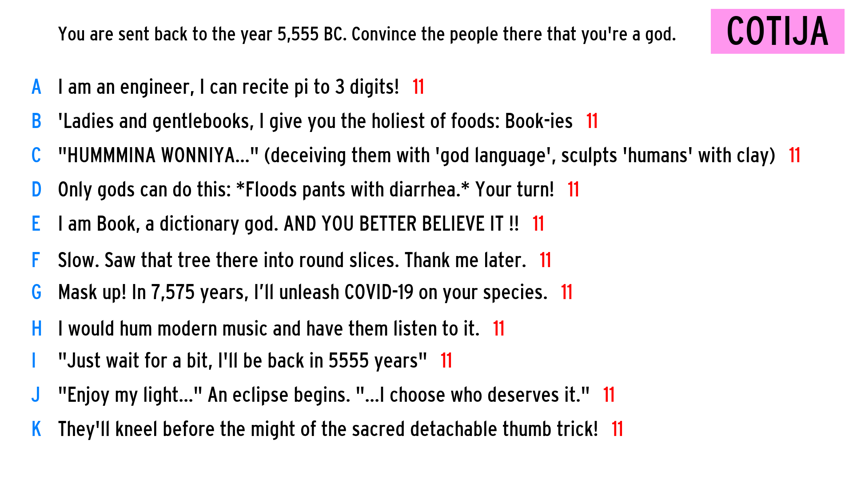 You are sent back to the year 5,555 BC. Convince the people there that you're a god.
COTIJA
A I am an engineer, I can recite pi to 3 digits! 11
B 'Ladies and gentlebooks, I give you the holiest of foods: Book-ies 11
C "HUMMMINA WONNIYA..." (deceiving them with 'god language', sculpts 'humans' with clay) 11
D Only gods can do this: *Floods pants with diarrhea.* Your turn! 11
E I am Book, a dictionary god. AND YOU BETTER BELIEVE IT !! 11
F Slow. Saw that tree there into round slices. Thank me later. 11
G Mask up! In 7,575 years, I’ll unleash COVID-19 on your species. 11
H I would hum modern music and have them listen to it. 11
I "Just wait for a bit, I'll be back in 5555 years" 11
J "Enjoy my light..." An eclipse begins. "...I choose who deserves it." 11
K They'll kneel before the might of the sacred detachable thumb trick! 11